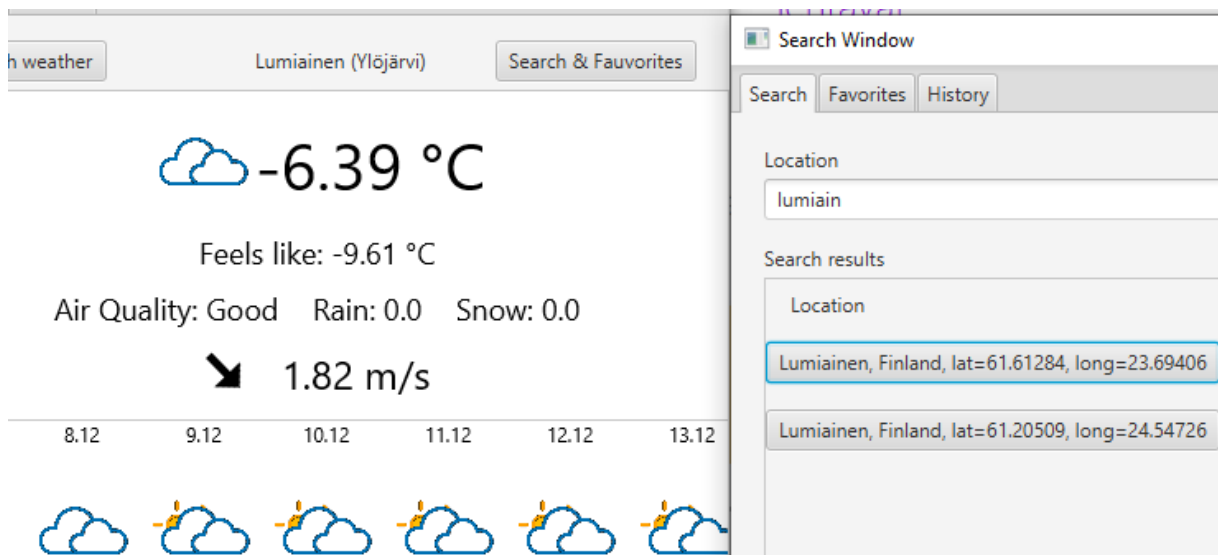 h weather
Lumiainen (Ylöjärvi)
Search & Fauvorites
-6.39 °C
Feels like: -9.61 °C
Air Quality: Good Rain: 0.0 Snow: 0.0
1.82 m/s
8.12 9.12 10.12 11.12 12.12 13.12
Search Window
Search Favorites History
Location
lumiain
Search results
Location
Lumiainen, Finland, lat=61.61284, long=23.69406
Lumiainen, Finland, lat=61.20509, long=24.54726